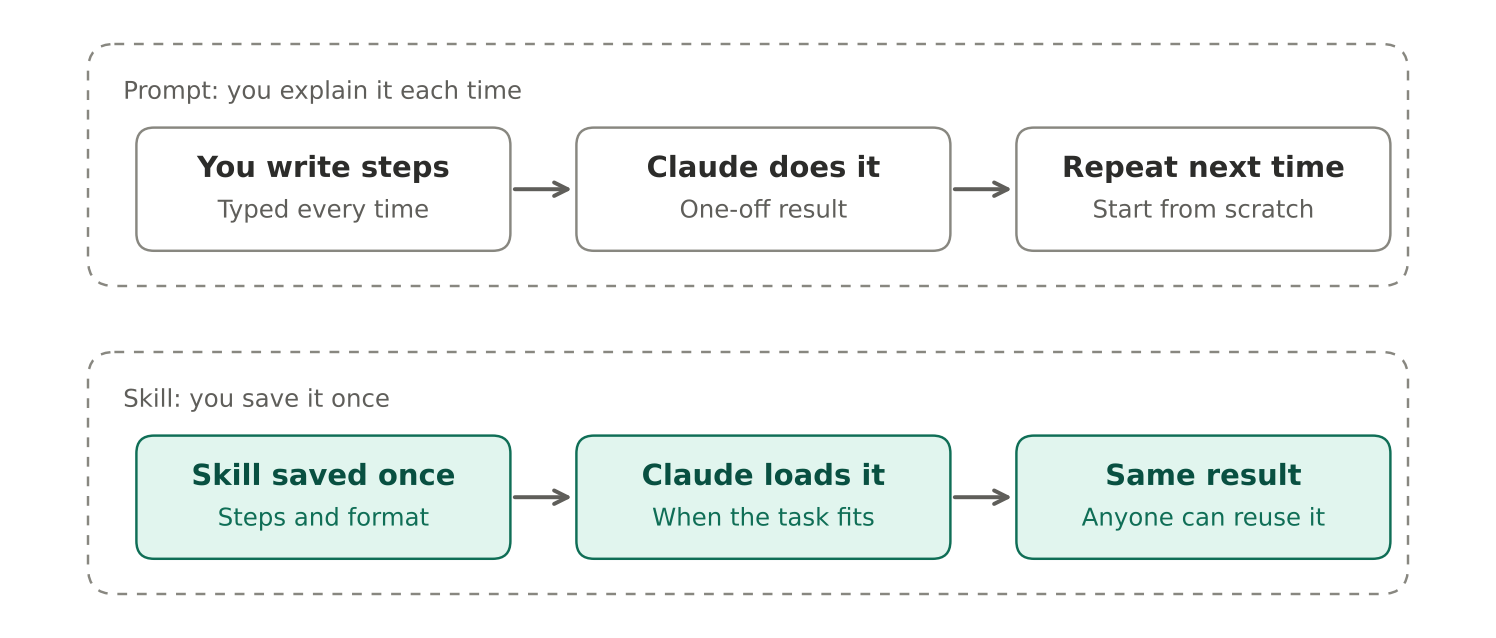 Prompt: you explain it each time
You write steps
Typed every time
Claude does it
One-off result
Repeat next time
Start from scratch
Skill: you save it once
Skill saved once
Steps and format
Claude loads it
When the task fits
Same result
Anyone can reuse it